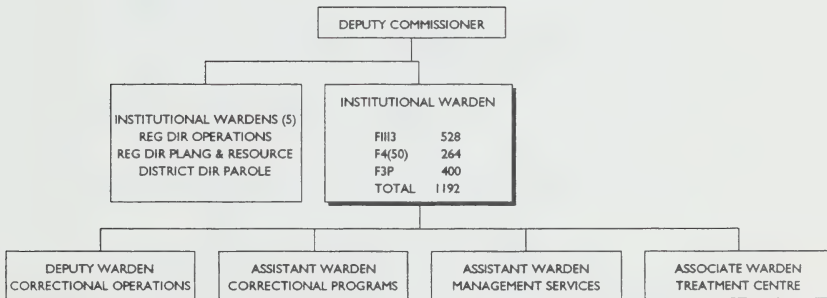 DEPUTY COMMISSIONER
INSTITUTIONAL WARDENS (5)
REG DIR OPERATIONS
REG DIR PLANG & RESOURCE
DISTRICT DIR PAROLE
INSTITUTIONAL WARDEN
FIII3 528
F4(50) 264
F3P 400
TOTAL 1192
DEPUTY WARDEN
CORRECTIONAL OPERATIONS
ASSISTANT WARDEN
CORRECTIONAL PROGRAMS
ASSISTANT WARDEN
MANAGEMENT SERVICES
ASSOCIATE WARDEN
TREATMENT CENTRE